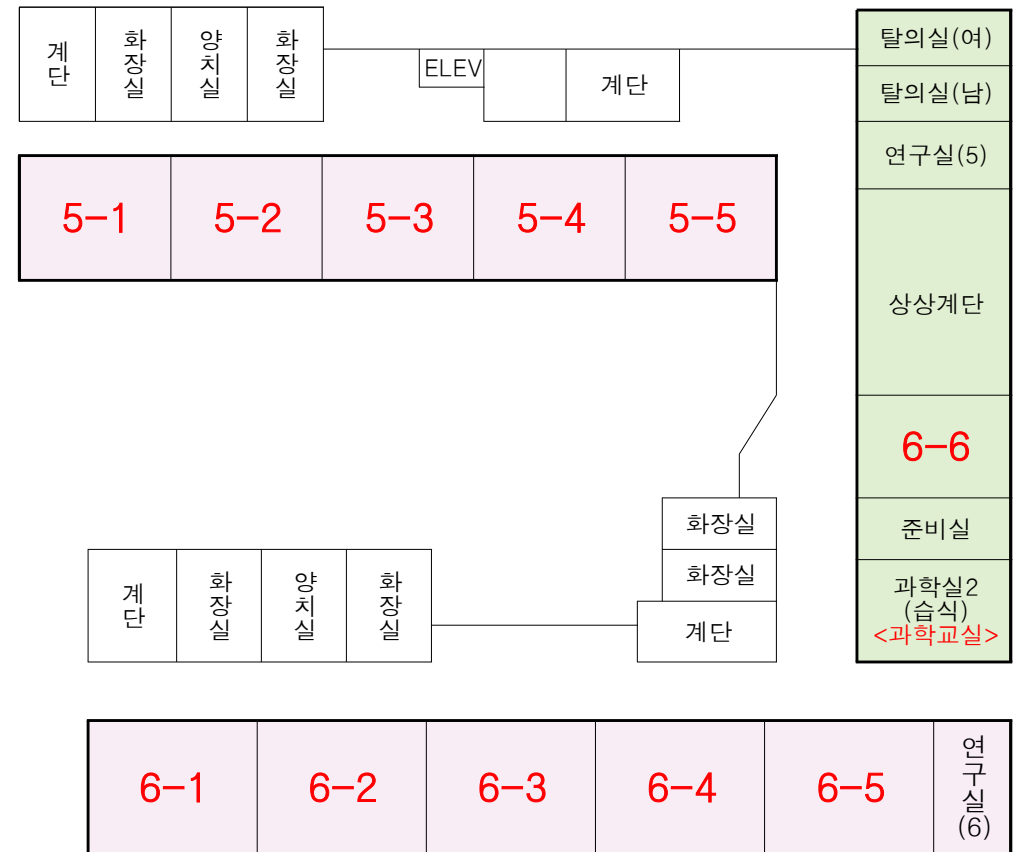 계단
화장실
양치실
화장실
ELEV
계단
탈의실(여)
탈의실(남)
연구실(5)
5-1
5-2
5-3
5-4
5-5
상상계단
6-6
화장실
준비실
화장실
계단
화장실
양치실
화장실
계단
과학실2
(습식)
<과학교실>
6-1
6-2
6-3
6-4
6-5
연구실(6)